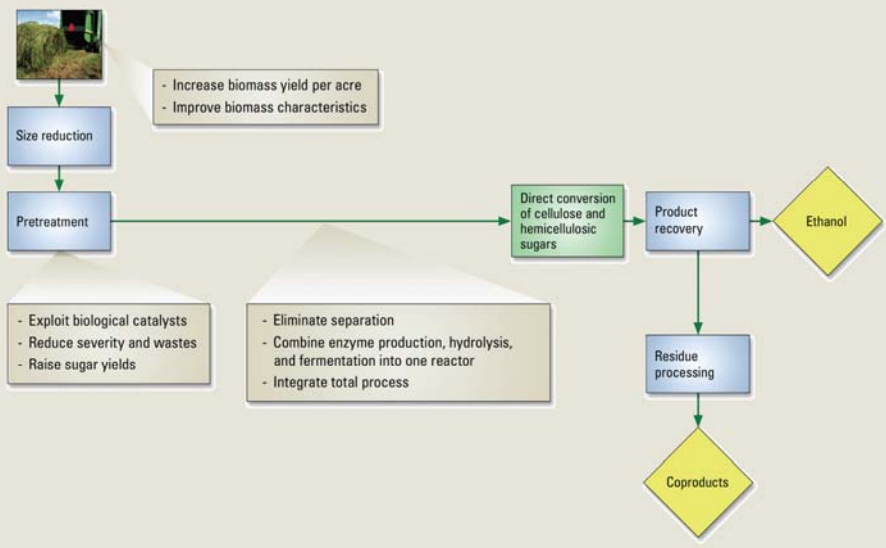 - Increase biomass yield per acre
- Improve biomass characteristics
Size reduction
Pretreatment
Direct conversion
of cellulose and
hemicellulosic
sugars
Product
recovery
Ethanol
- Exploit biological catalysts
- Reduce severity and wastes
- Raise sugar yields
- Eliminate separation
- Combine enzyme production, hydrolysis,
and fermentation into one reactor
- Integrate total process
Residue
processing
Coproducts